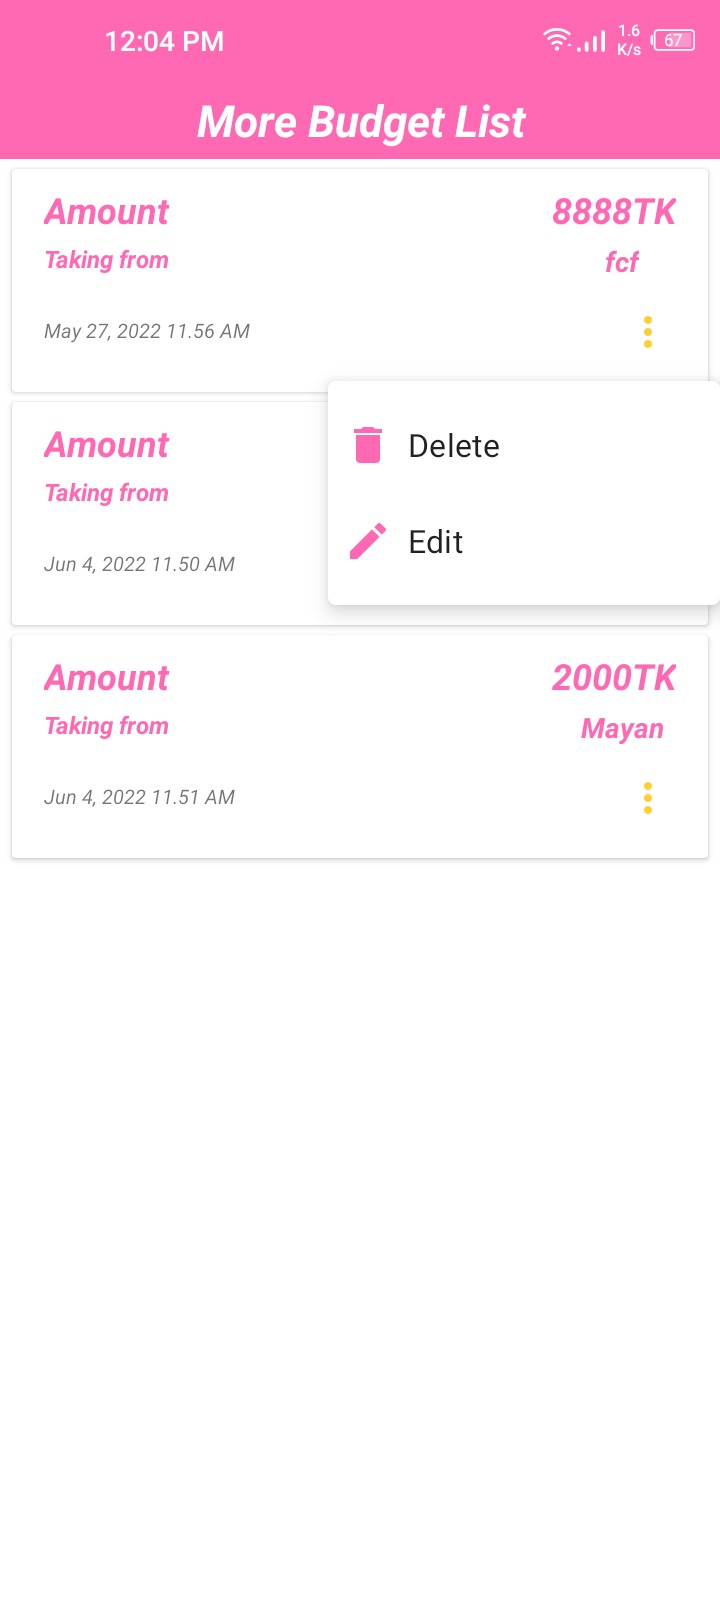 12:04 PM 1.6 K/s 67
More Budget List
Amount 8888TK
Taking from fcf
May 27, 2022 11.56 AM
Delete
Edit
Amount
Taking from
Jun 4, 2022 11.50 AM
Amount 2000TK
Taking from Mayan
Jun 4, 2022 11.51 AM